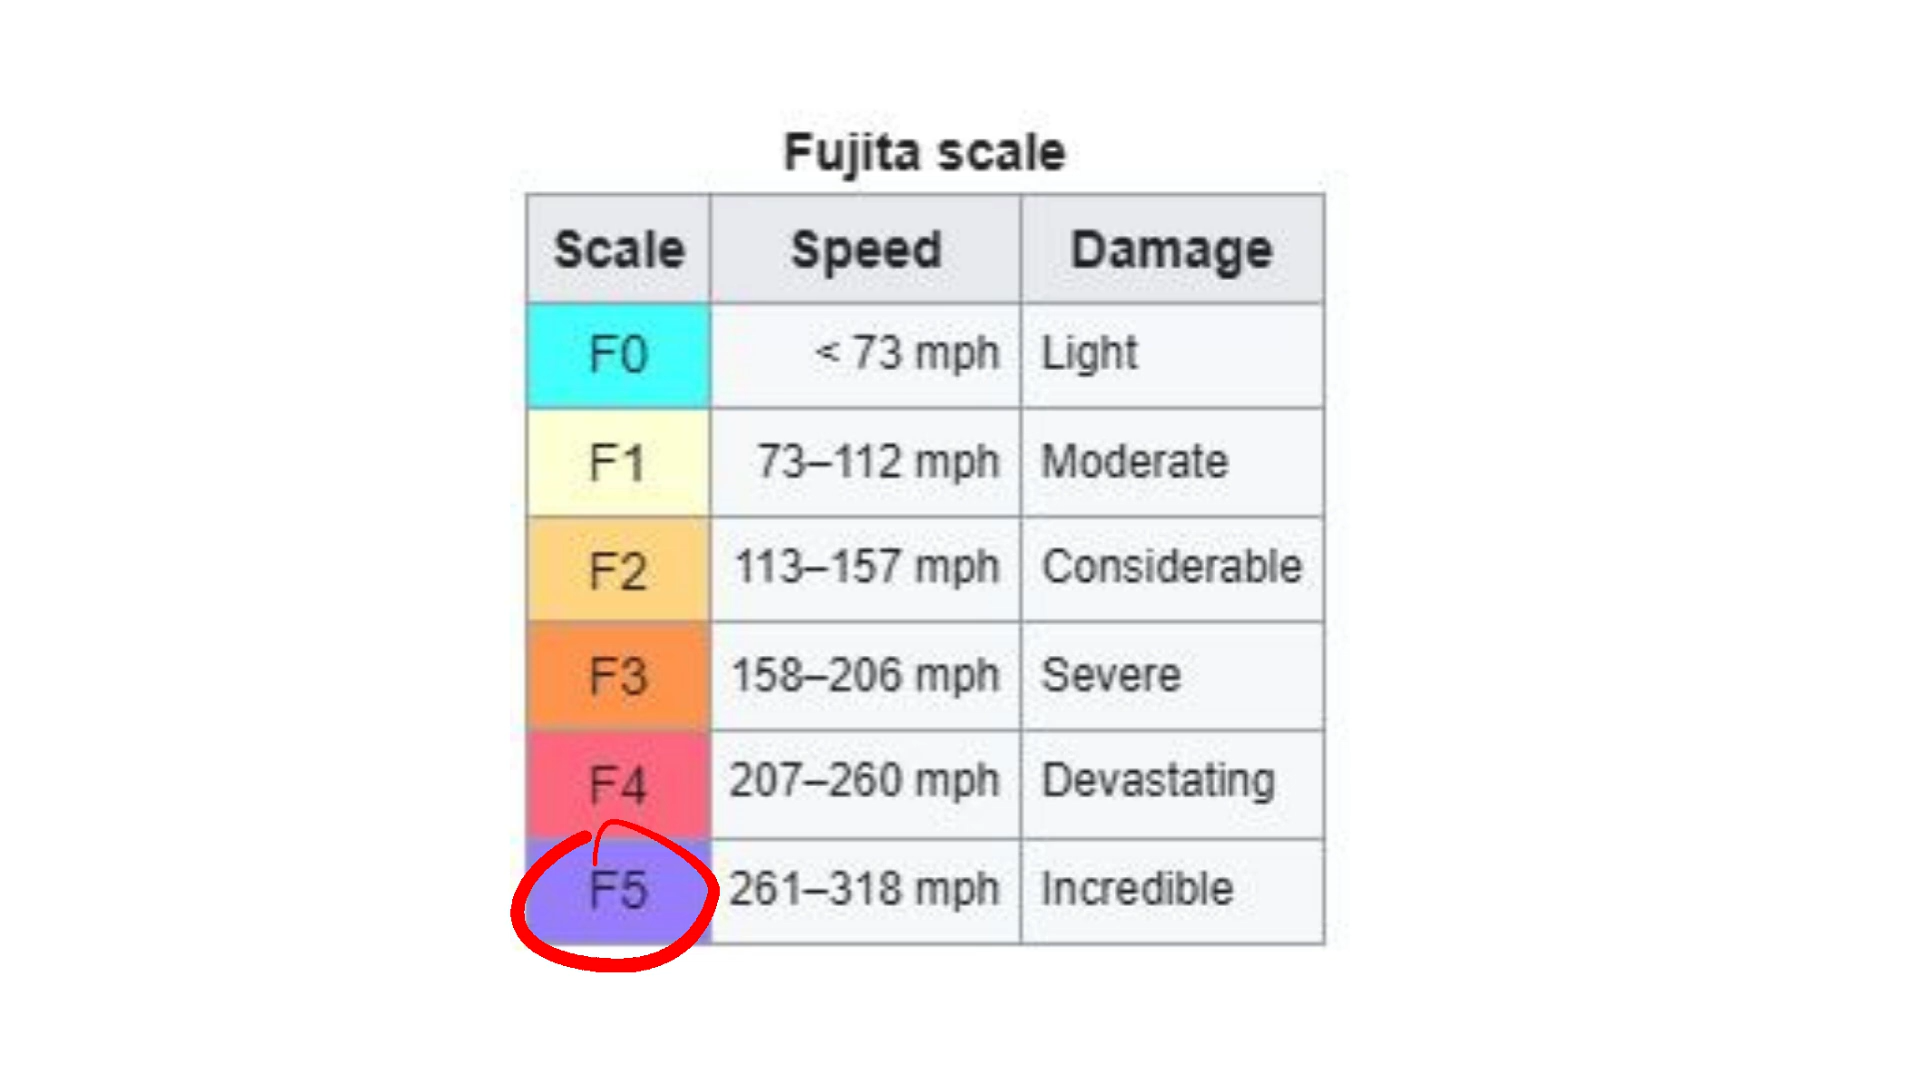 Fujita scale
Scale Speed Damage
F0 < 73 mph Light
F1 73–112 mph Moderate
F2 113–157 mph Considerable
F3 158–206 mph Severe
F4 207–260 mph Devastating
F5 261–318 mph Incredible